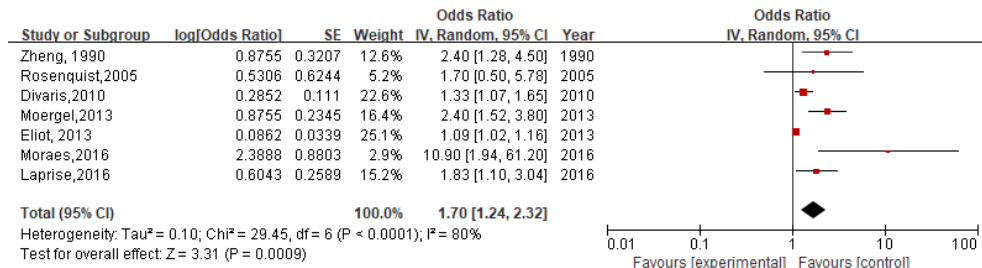 Odds Ratio Odds Ratio
Study or Subgroup log[Odds Ratio] SE Weight IV, Random, 95% CI Year IV, Random, 95% CI
Zheng, 1990 0.8755 0.3207 12.6% 2.40 [1.28, 4.50] 1990
Rosenquist,2005 0.5306 0.6244 5.2% 1.70 [0.50, 5.78] 2005
Divaris,2010 0.2852 0.111 22.6% 1.33 [1.07, 1.65] 2010
Moergel,2013 0.8755 0.2345 16.4% 2.40 [1.52, 3.80] 2013
Eliot, 2013 0.0862 0.0339 25.1% 1.09 [1.02, 1.16] 2013
Moraes,2016 2.3888 0.8803 2.9% 10.90 [1.94, 61.20] 2016
Laprise,2016 0.6043 0.2589 15.2% 1.83 [1.10, 3.04] 2016
Total (95% CI) 100.0% 1.70 [1.24, 2.32]
Heterogeneity: Tau² = 0.10; Chi² = 29.45, df = 6 (P < 0.0001); I² = 80%
Test for overall effect: Z = 3.31 (P = 0.0009)
0.01 0.1 1 10 100
Favours [experimental] Favours [control]